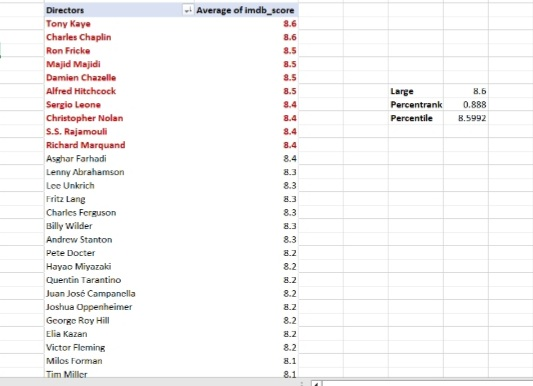 Directors Average of imdb_score
Tony Kaye 8.6
Charles Chaplin 8.6
Ron Fricke 8.5
Majid Majidi 8.5
Damien Chazelle 8.5
Alfred Hitchcock 8.5 Large 8.6
Sergio Leone 8.4 Percentrank 0.888
Christopher Nolan 8.4 Percentile 8.5992
S.S. Rajamouli 8.4
Richard Marquand 8.4
Asghar Farhadi 8.4
Lenny Abrahamson 8.3
Lee Unkrich 8.3
Fritz Lang 8.3
Charles Ferguson 8.3
Billy Wilder 8.3
Andrew Stanton 8.3
Pete Docter 8.2
Hayao Miyazaki 8.2
Quentin Tarantino 8.2
Juan José Campanella 8.2
Joshua Oppenheimer 8.2
George Roy Hill 8.2
Elia Kazan 8.2
Victor Fleming 8.2
Milos Forman 8.1
Tim Miller 8.1